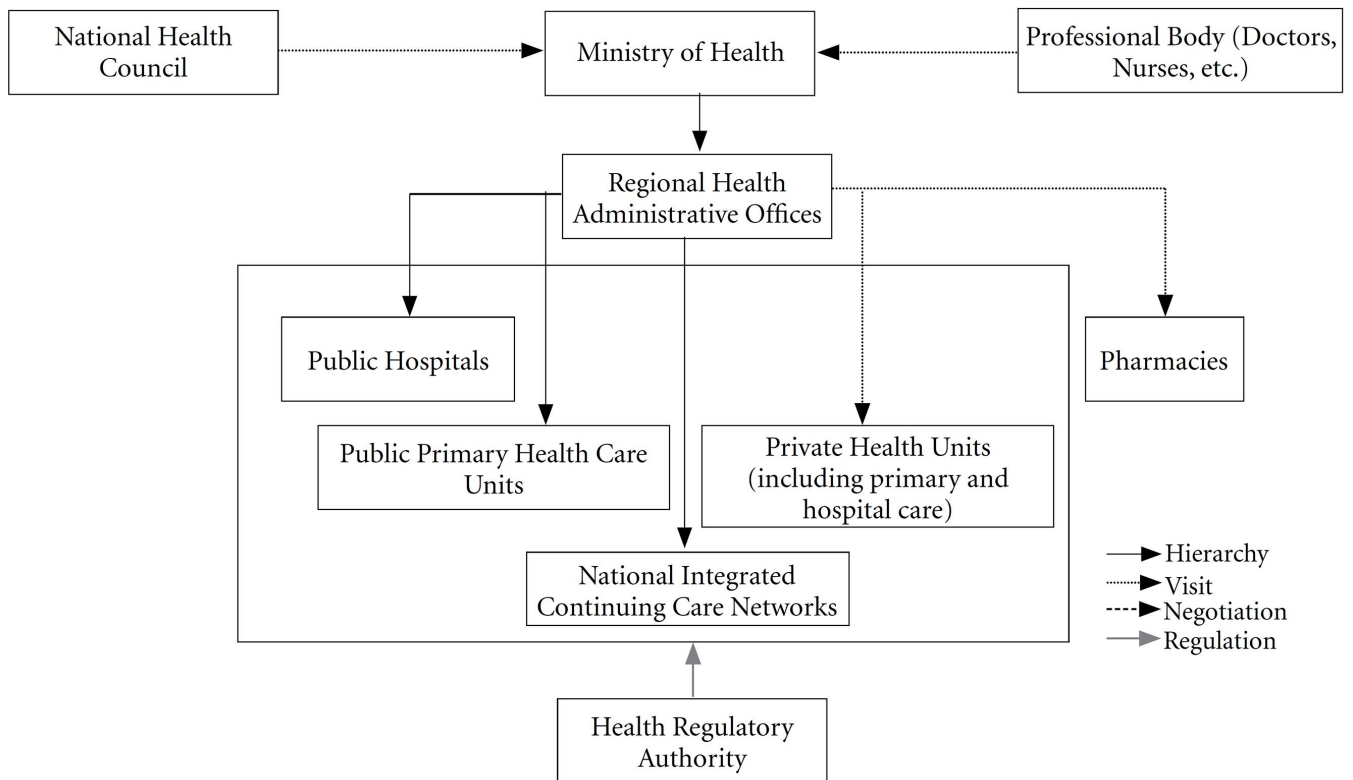 National Health
Council
Ministry of Health
Professional Body (Doctors,
Nurses, etc.)
Regional Health
Administrative Offices
Public Hospitals
Pharmacies
Public Primary Health Care
Units
Private Health Units
(including primary and
hospital care)
National Integrated
Continuing Care Networks
Hierarchy
Visit
Negotiation
Regulation
Health Regulatory
Authority